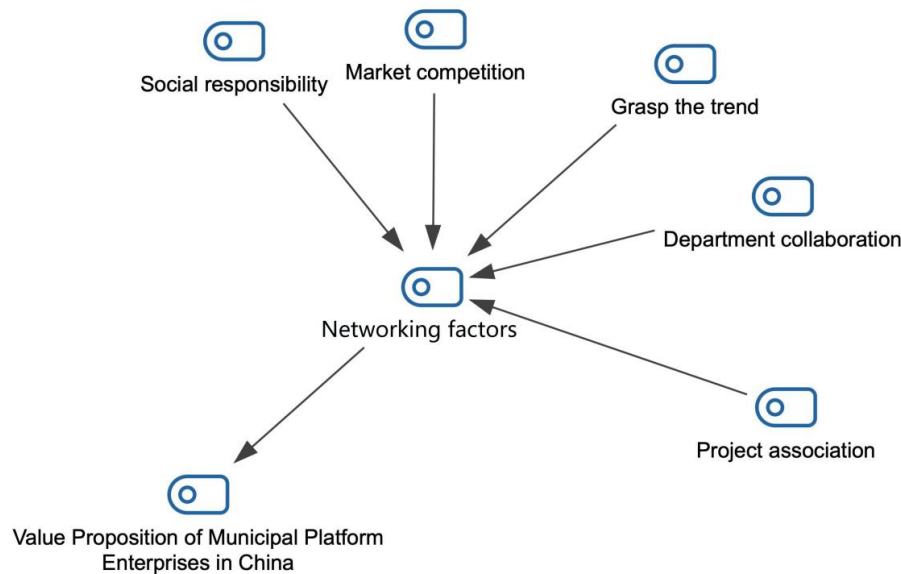 Social responsibility
Market competition
Grasp the trend
Department collaboration
Networking factors
Project association
Value Proposition of Municipal Platform
Enterprises in China